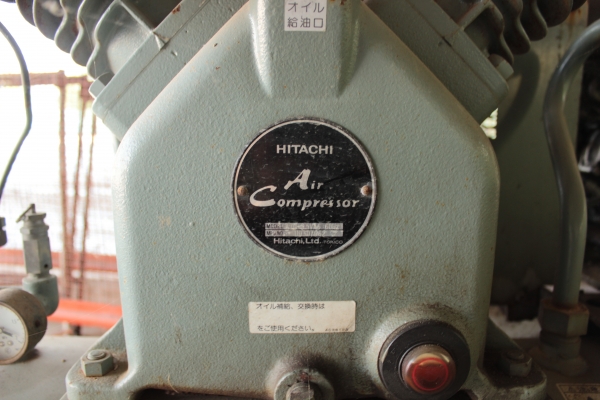 オイル
給油口
HITACHI
Air
Compressor
Hitachi, Ltd. TOKYO
オイル補給、交換時は
をご使用ください。